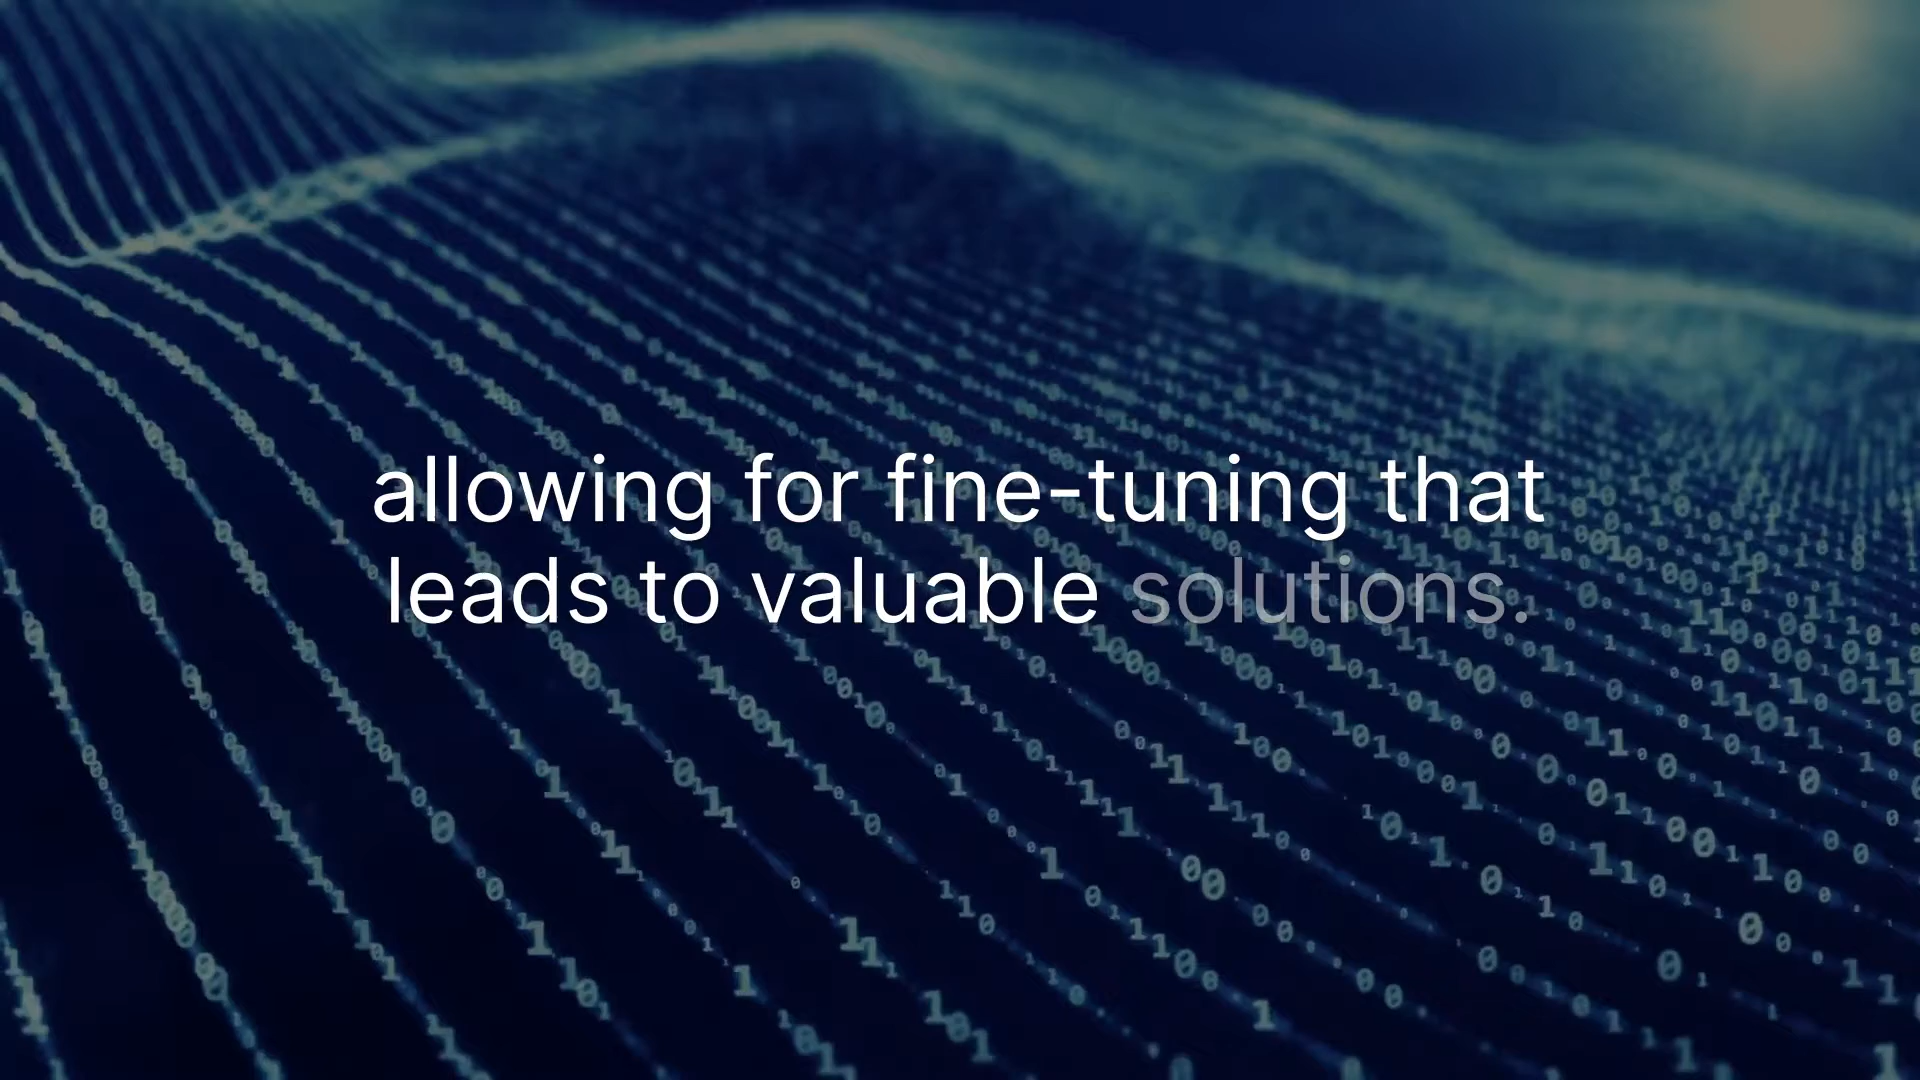 allowing for fine-tuning that
leads to valuable solutions.